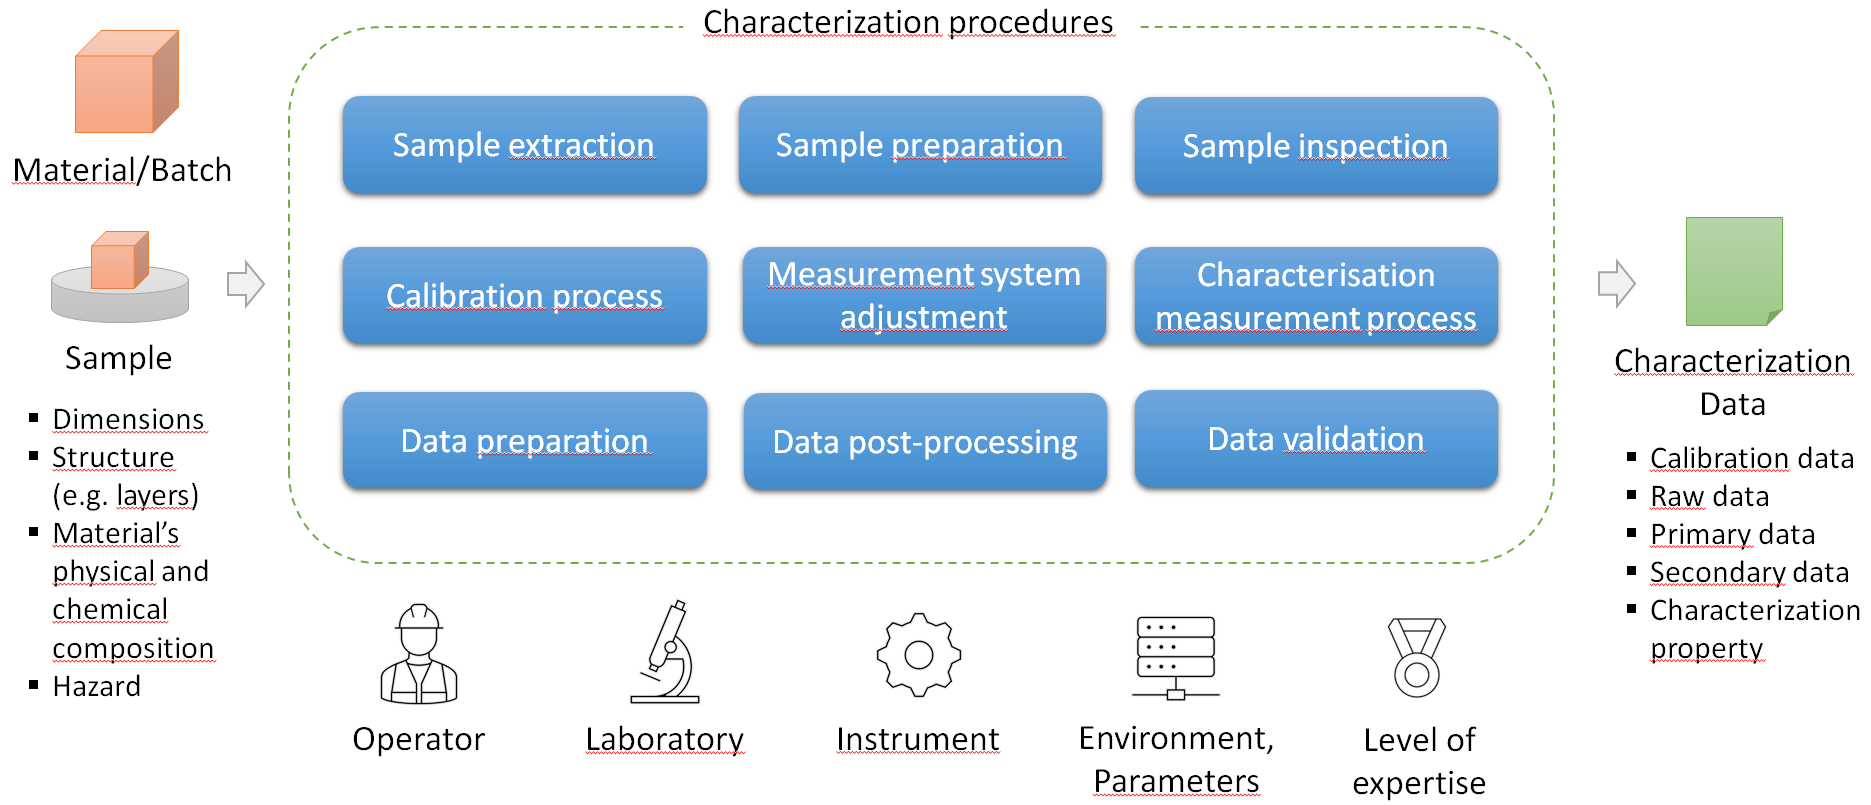 Characterization procedures
Material/Batch
Sample
▪ Dimensions
▪ Structure
(e.g. layers)
▪ Material’s
physical and
chemical
composition
▪ Hazard
Sample extraction
Sample preparation
Sample inspection
Calibration process
Measurement system
adjustment
Characterisation
measurement process
Data preparation
Data post-processing
Data validation
Operator
Laboratory
Instrument
Environment,
Parameters
Level of
expertise
Characterization
Data
▪ Calibration data
▪ Raw data
▪ Primary data
▪ Secondary data
▪ Characterization
property